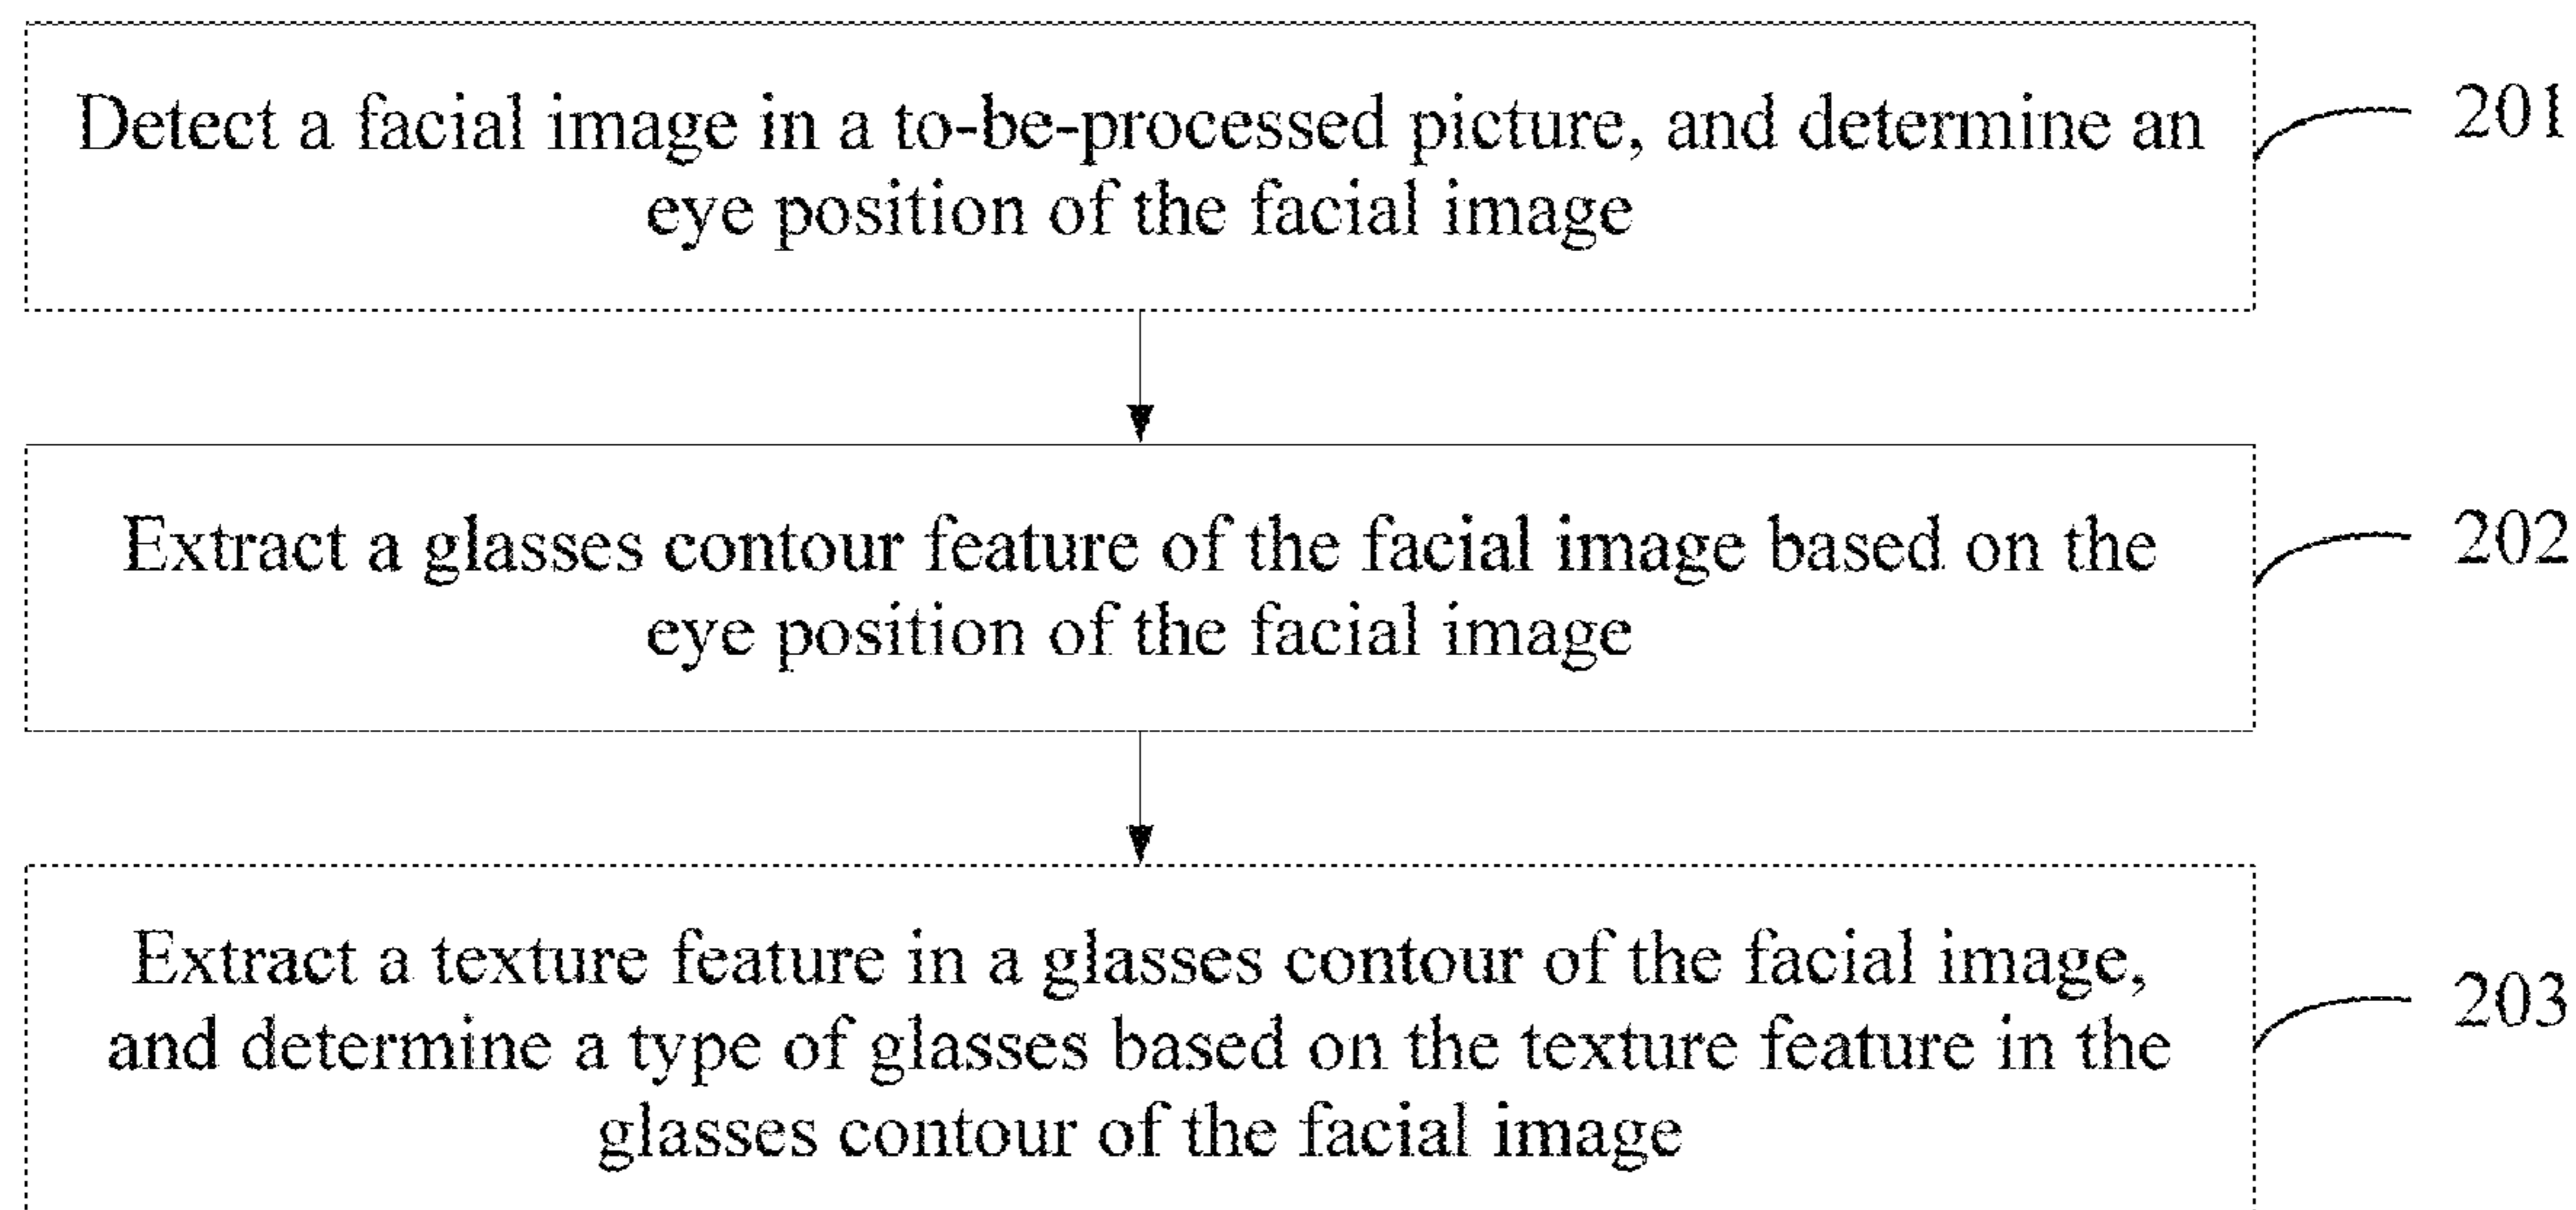 Detect a facial image in a to-be-processed picture, and determine an
eye position of the facial image
201
Extract a glasses contour feature of the facial image based on the
eye position of the facial image
202
Extract a texture feature in a glasses contour of the facial image,
and determine a type of glasses based on the texture feature in the
glasses contour of the facial image
203